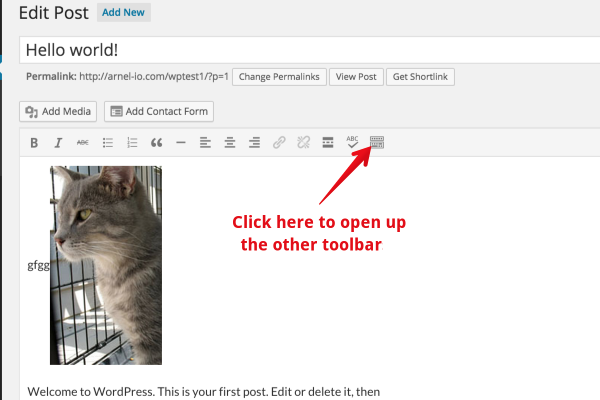 Edit Post Add New
Hello world!
Permalink: http://arnel-io.com/wptest1/?p=1 Change Permalinks View Post Get Shortlink
Add Media Add Contact Form
B I ABC ABC
Click here to open up
the other toolbar
gfgg
Welcome to WordPress. This is your first post. Edit or delete it, then